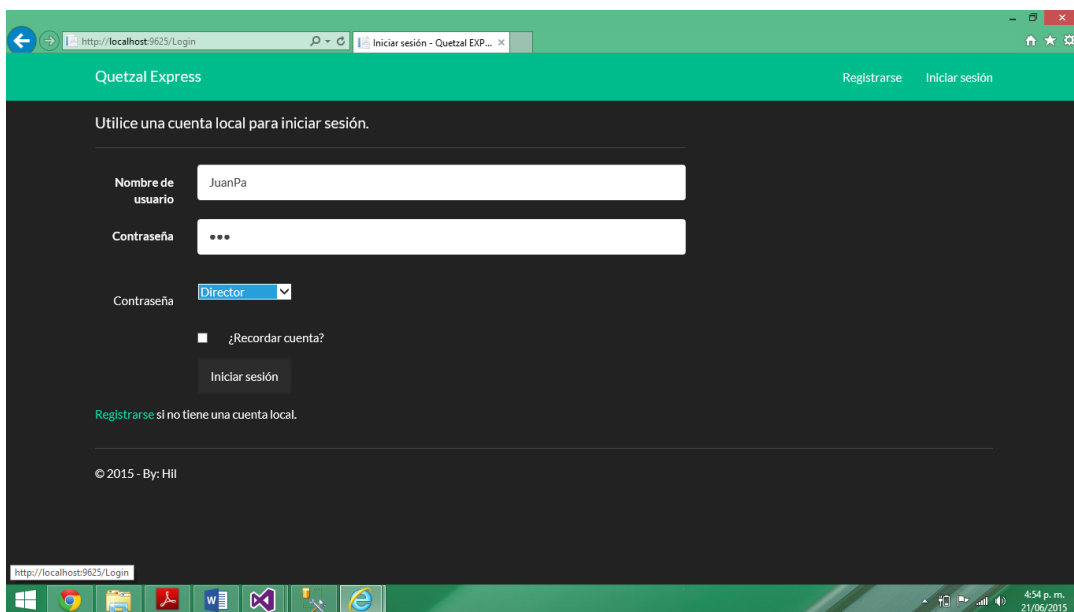 http://localhost:9625/Login
Iniciar sesión - Quetzal EXP...
Quetzal Express
Registrarse
Iniciar sesión
Utilice una cuenta local para iniciar sesión.
Nombre de
usuario
JuanPa
Contraseña
Contraseña
Director
¿Recordar cuenta?
Iniciar sesión
Registrarse si no tiene una cuenta local.
© 2015 - By: Hil
http://localhost:9625/Login
4:54 p. m.
21/06/2015